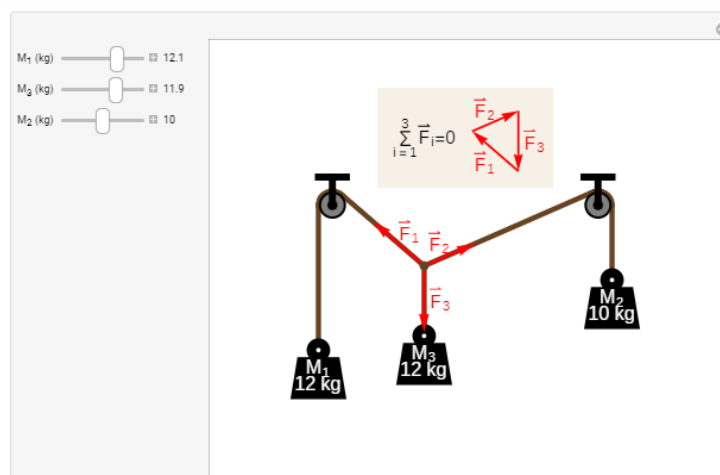 M₁ (kg) 12.1
M₃ (kg) 11.9
M₂ (kg) 10
3
Σ F⃗ᵢ=0
i = 1
F⃗₂
F⃗₃
F⃗₁
F⃗₁
F⃗₂
F⃗₃
M₂
10 kg
M₁
12 kg
M₃
12 kg